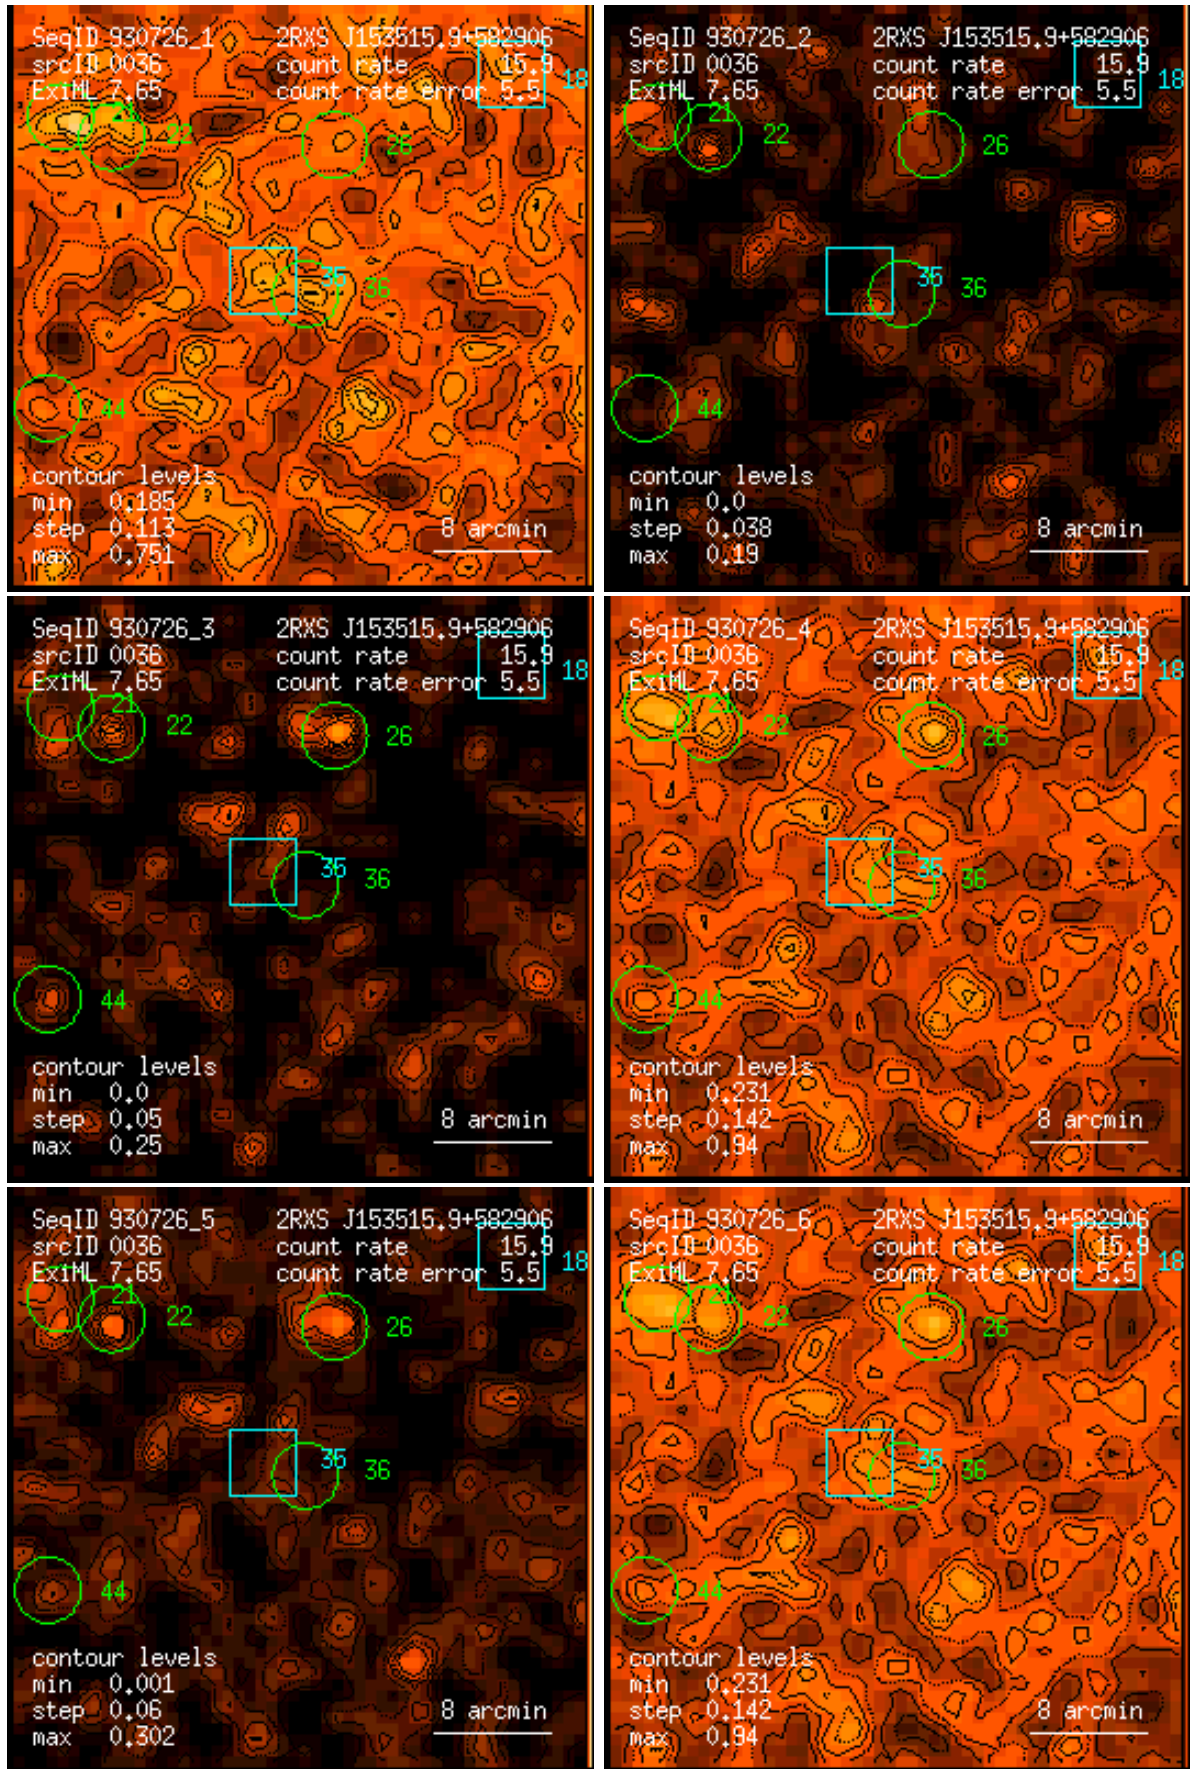 SeqID 930726_1 2RXS J153515.9+582906
srcID 0036 count rate 15.9 18
ExiML 7.65 count rate error 5.5
21
22 26
35
36
44
contour levels
min 0.185
step 0.113 8 arcmin
max 0.751
SeqID 930726_2 2RXS J153515.9+582906
srcID 0036 count rate 15.9 18
ExiML 7.65 count rate error 5.5
21
22 26
35
36
44
contour levels
min 0.0
step 0.038 8 arcmin
max 0.19
SeqID 930726_3 2RXS J153515.9+582906
srcID 0036 count rate 15.9 18
ExiML 7.65 count rate error 5.5
21
22 26
35
36
44
contour levels
min 0.0
step 0.05 8 arcmin
max 0.25
SeqID 930726_4 2RXS J153515.9+582906
srcID 0036 count rate 15.9 18
ExiML 7.65 count rate error 5.5
21
22 26
35
36
44
contour levels
min 0.231
step 0.142 8 arcmin
max 0.94
SeqID 930726_5 2RXS J153515.9+582906
srcID 0036 count rate 15.9 18
ExiML 7.65 count rate error 5.5
21
22 26
35
36
44
contour levels
min 0.001
step 0.06 8 arcmin
max 0.302
SeqID 930726_6 2RXS J153515.9+582906
srcID 0036 count rate 15.9 18
ExiML 7.65 count rate error 5.5
21
22 26
35
36
44
contour levels
min 0.231
step 0.142 8 arcmin
max 0.94